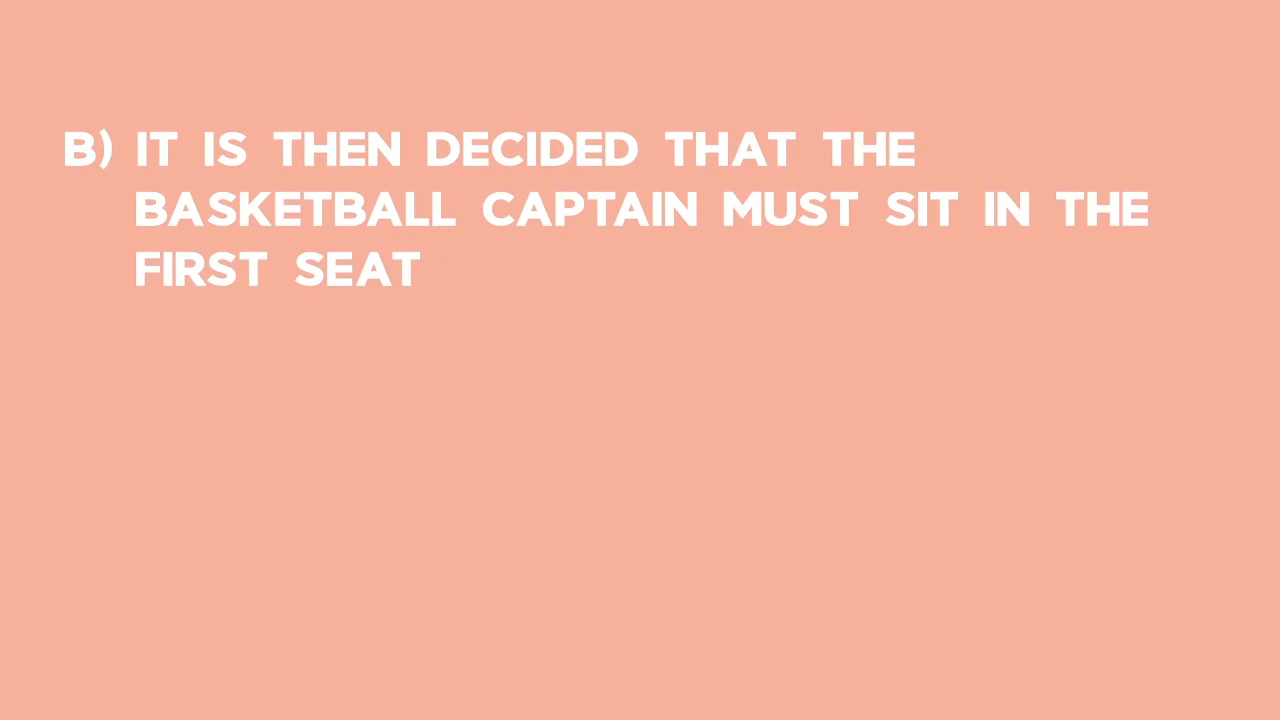 B) IT IS THEN DECIDED THAT THE
BASKETBALL CAPTAIN MUST SIT IN THE
FIRST SEAT